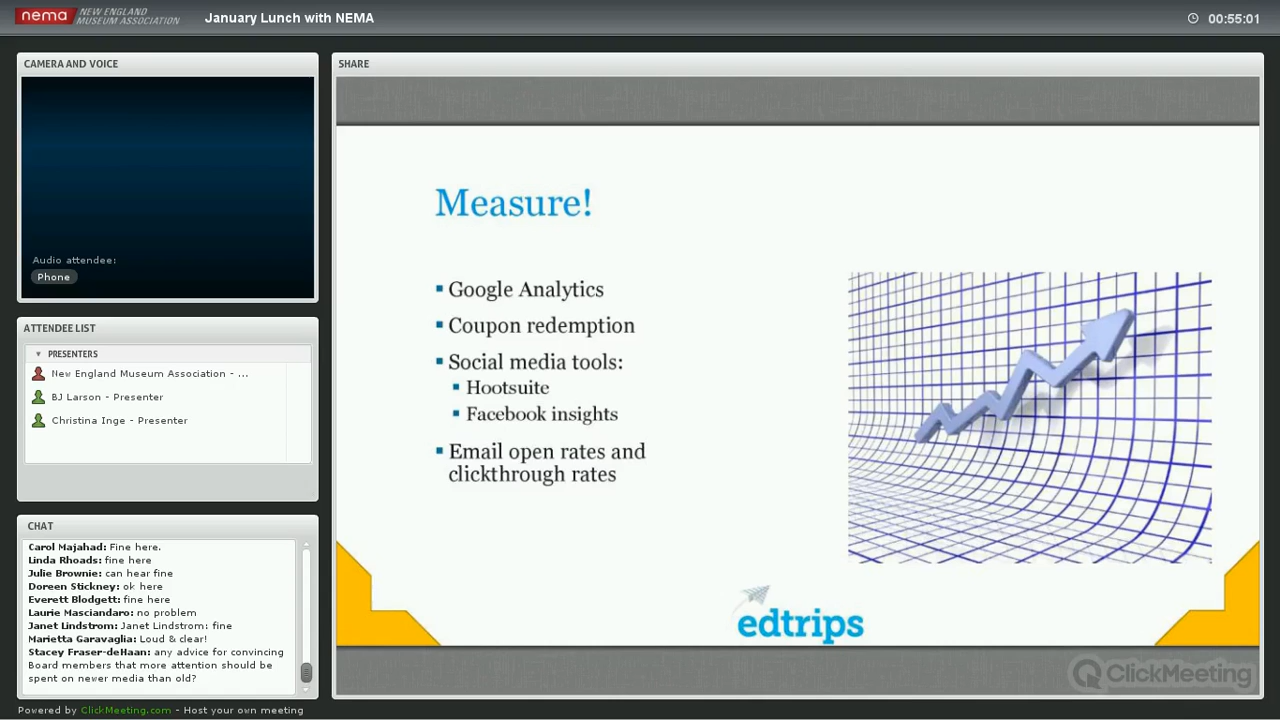 nema NEW ENGLAND
MUSEUM ASSOCIATION
January Lunch with NEMA
00:55:01
CAMERA AND VOICE
Audio attendee:
Phone
ATTENDEE LIST
PRESENTERS
New England Museum Association - ...
BJ Larson - Presenter
Christina Inge - Presenter
CHAT
Carol Majahad: Fine here.
Linda Rhoads: fine here
Julie Brownie: can hear fine
Doreen Stickney: ok here
Everett Blodgett: fine here
Laurie Masciandaro: no problem
Janet Lindstrom: Janet Lindstrom: fine
Marietta Garavaglia: Loud & clear!
Stacey Fraser-deHaan: any advice for convincing
Board members that more attention should be
spent on newer media than old?
Powered by ClickMeeting.com - Host your own meeting
SHARE
Measure!
Google Analytics
Coupon redemption
Social media tools:
Hootsuite
Facebook insights
Email open rates and
clickthrough rates
edtrips
ClickMeeting